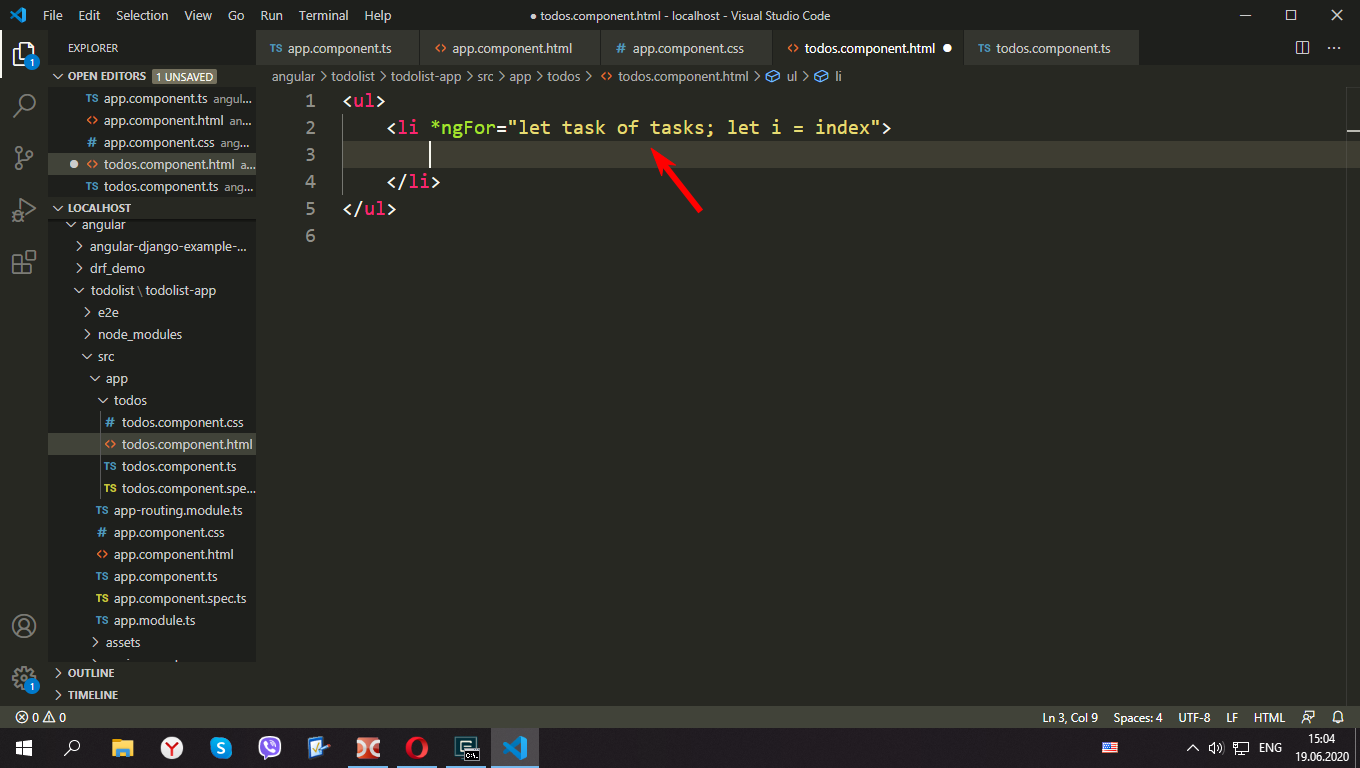 File Edit Selection View Go Run Terminal Help
● todos.component.html - localhost - Visual Studio Code
EXPLORER
TS app.component.ts
<> app.component.html
# app.component.css
<> todos.component.html ●
TS todos.component.ts
OPEN EDITORS 1 UNSAVED
angular > todolist > todolist-app > src > app > todos > <> todos.component.html > ul > li
TS app.component.ts angul...
<> app.component.html an...
# app.component.css ang...
● <> todos.component.html a...
TS todos.component.ts ang...
LOCALHOST
angular
angular-django-example-...
drf_demo
todolist \ todolist-app
e2e
node_modules
src
app
todos
# todos.component.css
<> todos.component.html
TS todos.component.ts
TS todos.component.spe...
TS app-routing.module.ts
# app.component.css
<> app.component.html
TS app.component.ts
TS app.component.spec.ts
TS app.module.ts
assets
OUTLINE
TIMELINE
1 <ul>
2 <li *ngFor="let task of tasks; let i = index">
3
4 </li>
5 </ul>
6
1
1
0 0
Ln 3, Col 9 Spaces: 4 UTF-8 LF HTML
C:\.
ENG
15:04
19.06.2020